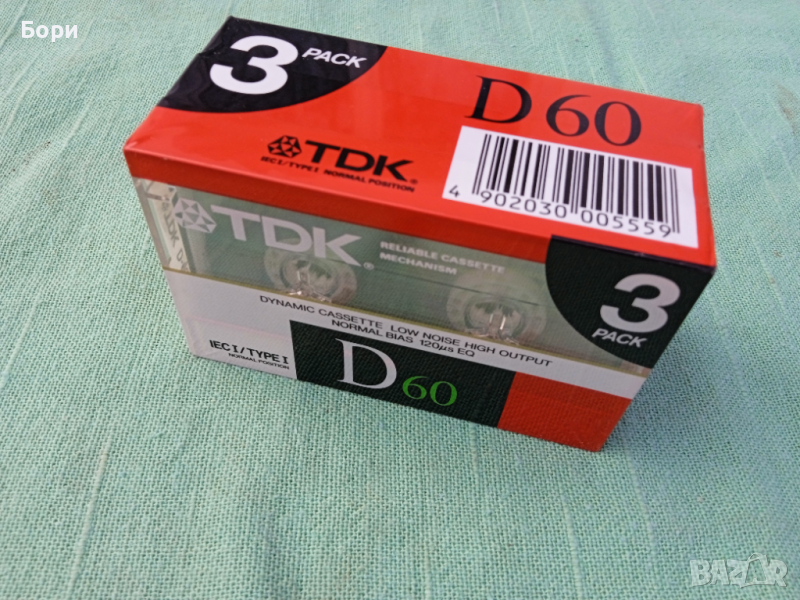 Бори
3 PACK
D 60
TDK
IEC I / TYPE I NORMAL POSITION
4 902030 005559
TDK®
RELIABLE CASSETTE
MECHANISM
3
PACK
DYNAMIC CASSETTE LOW NOISE HIGH OUTPUT
NORMAL BIAS 120μs EQ
IEC I / TYPE I
NORMAL POSITION
D 60
BAZAR